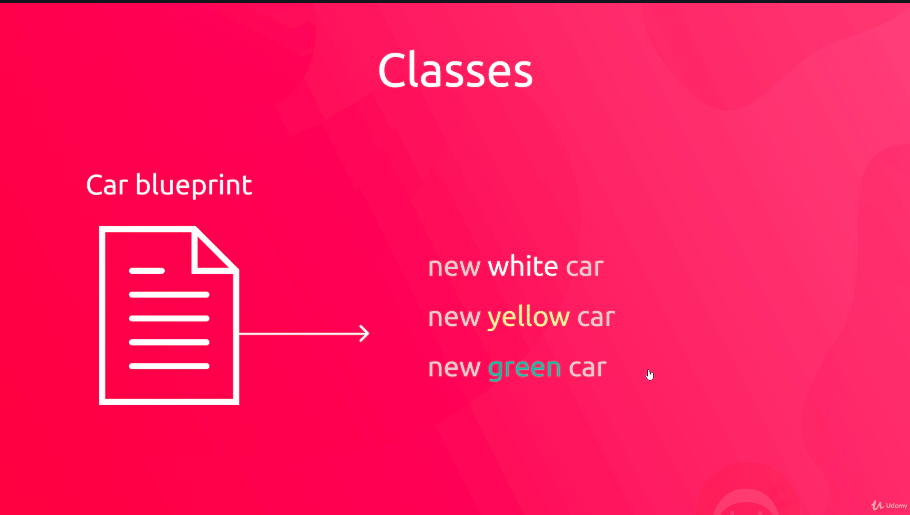 Classes
Car blueprint
new white car
new yellow car
new green car
Udemy